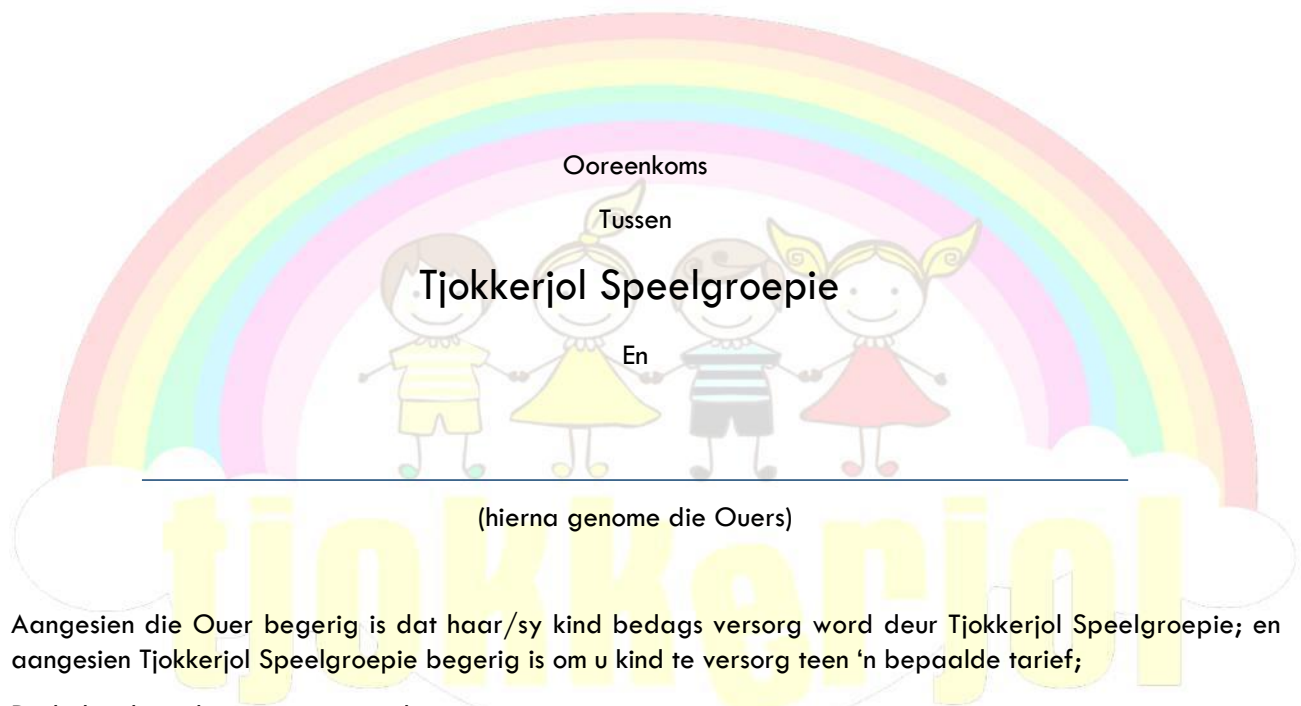 Ooreenkoms
Tussen
Tjokkerjol Speelgroepie
En
(hierna genome die Ouers)
tjokkerjol
Aangesien die Ouer begerig is dat haar/sy kind bedags versorg word deur Tjokkerjol Speelgroepie; en
aangesien Tjokkerjol Speelgroepie begerig is om u kind te versorg teen ‘n bepaalde tarief;